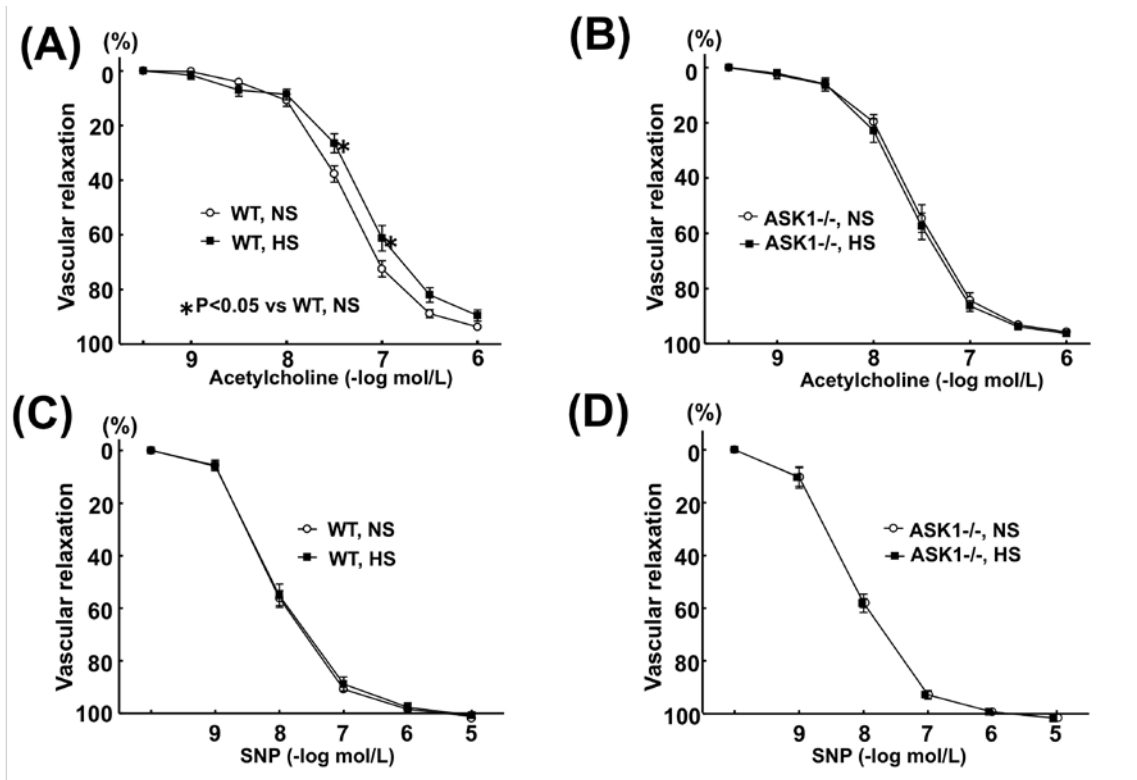 (A)
(%)
0
20
40
60
80
100
Vascular relaxation
WT, NS
WT, HS
*
*
*P<0.05 vs WT, NS
9 8 7 6
Acetylcholine (-log mol/L)
(B)
(%)
0
20
40
60
80
100
Vascular relaxation
ASK1-/-, NS
ASK1-/-, HS
9 8 7 6
Acetylcholine (-log mol/L)
(C)
(%)
0
20
40
60
80
100
Vascular relaxation
WT, NS
WT, HS
9 8 7 6 5
SNP (-log mol/L)
(D)
(%)
0
20
40
60
80
100
Vascular relaxation
ASK1-/-, NS
ASK1-/-, HS
9 8 7 6 5
SNP (-log mol/L)